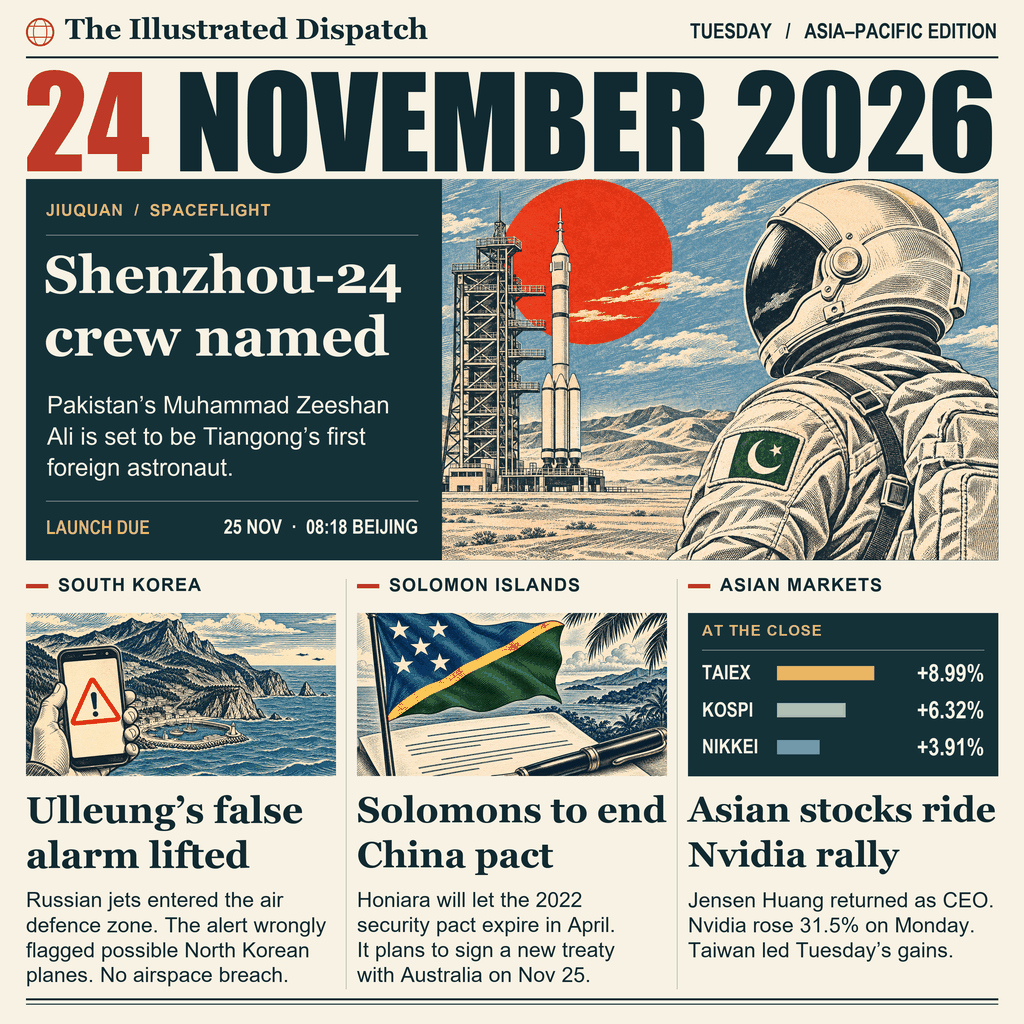 The Illustrated Dispatch
TUESDAY / ASIA–PACIFIC EDITION
24 NOVEMBER 2026
JIUQUAN / SPACEFLIGHT
Shenzhou-24
crew named
Pakistan’s Muhammad Zeeshan
Ali is set to be Tiangong’s first
foreign astronaut.
LAUNCH DUE
25 NOV · 08:18 BEIJING
SOUTH KOREA
Ulleung’s false
alarm lifted
Russian jets entered the air
defence zone. The alert wrongly
flagged possible North Korean
planes. No airspace breach.
SOLOMON ISLANDS
Solomons to end
China pact
Honiara will let the 2022
security pact expire in April.
It plans to sign a new treaty
with Australia on Nov 25.
ASIAN MARKETS
AT THE CLOSE
TAIEX +8.99%
KOSPI +6.32%
NIKKEI +3.91%
Asian stocks ride
Nvidia rally
Jensen Huang returned as CEO.
Nvidia rose 31.5% on Monday.
Taiwan led Tuesday’s gains.